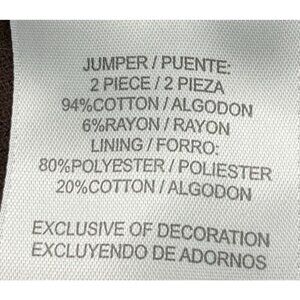 JUMPER / PUENTE:
2 PIECE / 2 PIEZA
94%COTTON / ALGODON
6%RAYON / RAYON
LINING / FORRO:
80%POLYESTER / POLIESTER
20%COTTON / ALGODON
EXCLUSIVE OF DECORATION
EXCLUYENDO DE ADORNOS